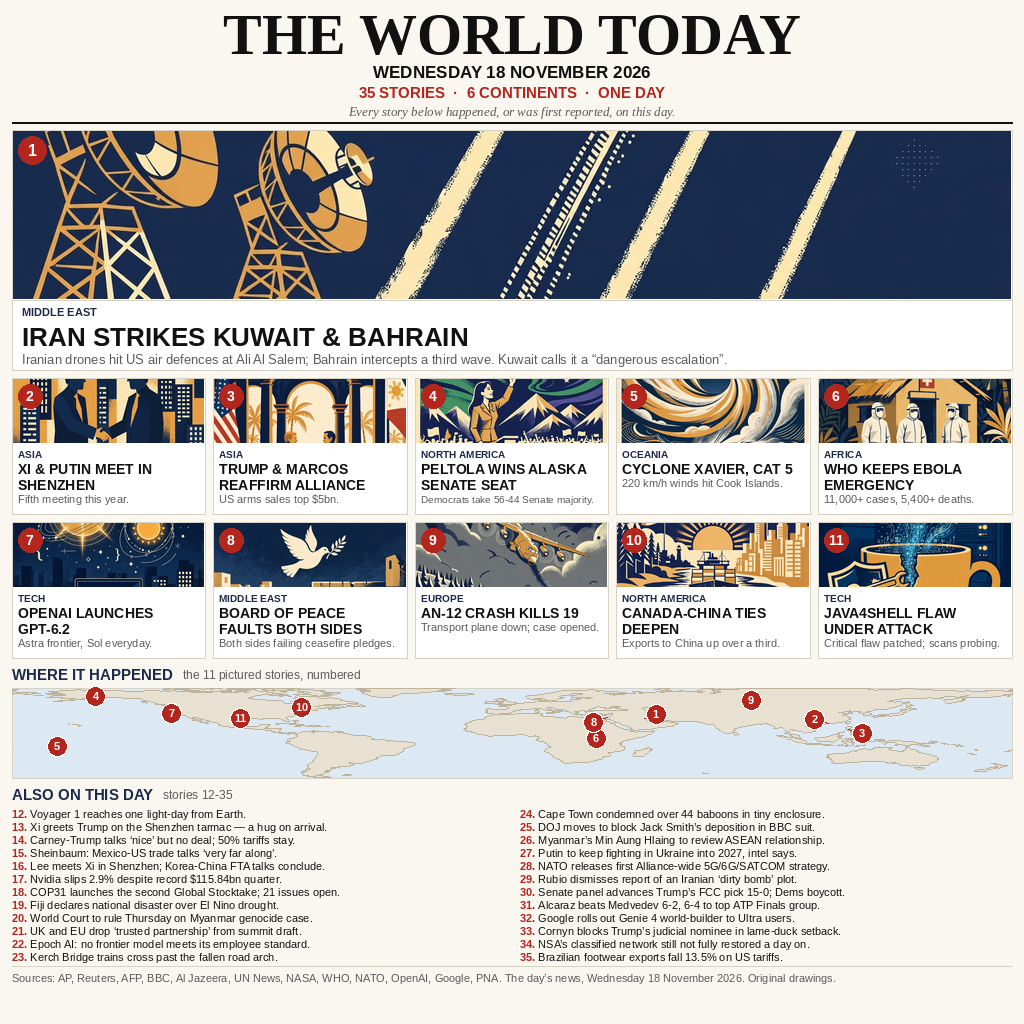 THE WORLD TODAY
WEDNESDAY 18 NOVEMBER 2026
35 STORIES · 6 CONTINENTS · ONE DAY
Every story below happened, or was first reported, on this day.
1
MIDDLE EAST
IRAN STRIKES KUWAIT & BAHRAIN
Iranian drones hit US air defences at Ali Al Salem; Bahrain intercepts a third wave. Kuwait calls it a “dangerous escalation”.
2
ASIA
XI & PUTIN MEET IN
SHENZHEN
Fifth meeting this year.
3
ASIA
TRUMP & MARCOS
REAFFIRM ALLIANCE
US arms sales top $5bn.
4
NORTH AMERICA
PELTOLA WINS ALASKA
SENATE SEAT
Democrats take 56-44 Senate majority.
5
OCEANIA
CYCLONE XAVIER, CAT 5
220 km/h winds hit Cook Islands.
6
AFRICA
WHO KEEPS EBOLA
EMERGENCY
11,000+ cases, 5,400+ deaths.
7
TECH
OPENAI LAUNCHES
GPT-6.2
Astra frontier, Sol everyday.
8
MIDDLE EAST
BOARD OF PEACE
FAULTS BOTH SIDES
Both sides failing ceasefire pledges.
9
EUROPE
AN-12 CRASH KILLS 19
Transport plane down; case opened.
10
NORTH AMERICA
CANADA-CHINA TIES
DEEPEN
Exports to China up over a third.
11
TECH
JAVA4SHELL FLAW
UNDER ATTACK
Critical flaw patched; scans probing.
WHERE IT HAPPENED the 11 pictured stories, numbered
4
7
11
10
5
8
6
1
9
2
3
ALSO ON THIS DAY stories 12-35
12. Voyager 1 reaches one light-day from Earth.
13. Xi greets Trump on the Shenzhen tarmac — a hug on arrival.
14. Carney-Trump talks ‘nice’ but no deal; 50% tariffs stay.
15. Sheinbaum: Mexico-US trade talks ‘very far along’.
16. Lee meets Xi in Shenzhen; Korea-China FTA talks conclude.
17. Nvidia slips 2.9% despite record $115.84bn quarter.
18. COP31 launches the second Global Stocktake; 21 issues open.
19. Fiji declares national disaster over El Nino drought.
20. World Court to rule Thursday on Myanmar genocide case.
21. UK and EU drop ‘trusted partnership’ from summit draft.
22. Epoch AI: no frontier model meets its employee standard.
23. Kerch Bridge trains cross past the fallen road arch.
24. Cape Town condemned over 44 baboons in tiny enclosure.
25. DOJ moves to block Jack Smith’s deposition in BBC suit.
26. Myanmar’s Min Aung Hlaing to review ASEAN relationship.
27. Putin to keep fighting in Ukraine into 2027, intel says.
28. NATO releases first Alliance-wide 5G/6G/SATCOM strategy.
29. Rubio dismisses report of an Iranian ‘dirty bomb’ plot.
30. Senate panel advances Trump’s FCC pick 15-0; Dems boycott.
31. Alcaraz beats Medvedev 6-2, 6-4 to top ATP Finals group.
32. Google rolls out Genie 4 world-builder to Ultra users.
33. Cornyn blocks Trump’s judicial nominee in lame-duck setback.
34. NSA’s classified network still not fully restored a day on.
35. Brazilian footwear exports fall 13.5% on US tariffs.
Sources: AP, Reuters, AFP, BBC, Al Jazeera, UN News, NASA, WHO, NATO, OpenAI, Google, PNA. The day’s news, Wednesday 18 November 2026. Original drawings.